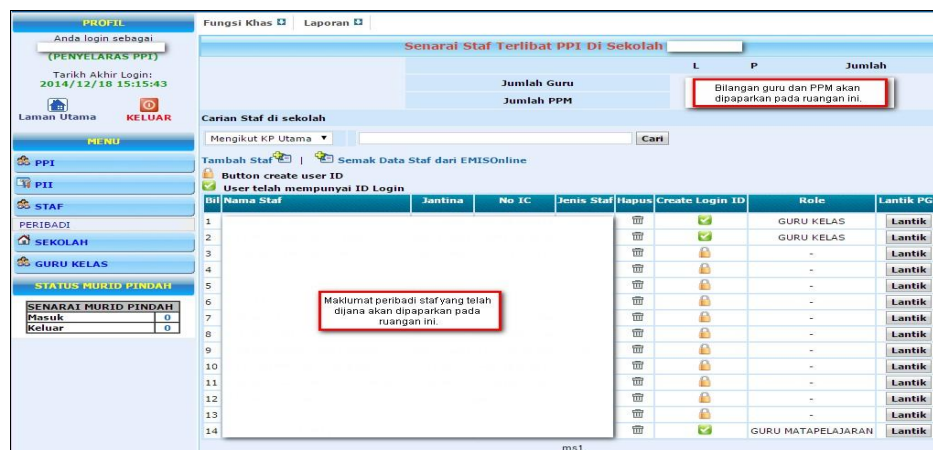 PROFIL
Anda login sebagai
(PENYELARAS PPI)
Tarikh Akhir Login:
2014/12/18 15:15:43
Laman Utama KELUAR
MENU
PPI
PII
STAF
PERIBADI
SEKOLAH
GURU KELAS
STATUS MURID PINDAH
SENARAI MURID PINDAH
Masuk 0
Keluar 0
Fungsi Khas Laporan
Senarai Staf Terlibat PPI Di Sekolah
L P Jumlah
Jumlah Guru
Jumlah PPM
Bilangan guru dan PPM akan
dipaparkan pada ruangan ini.
Carian Staf di sekolah
Mengikut KP Utama Cari
Tambah Staf | Semak Data Staf dari EMISOnline
Button create user ID
User telah mempunyai ID Login
Bil Nama Staf Jantina No IC Jenis Staf Hapus Create Login ID Role Lantik PG
1 GURU KELAS Lantik
2 GURU KELAS Lantik
3 - Lantik
4 - Lantik
5 - Lantik
6 - Lantik
7 - Lantik
8 - Lantik
9 - Lantik
10 - Lantik
11 - Lantik
12 - Lantik
13 - Lantik
14 GURU MATAPELAJARAN Lantik
Maklumat peribadi staf yang telah
dijana akan dipaparkan pada
ruangan ini.
ms1